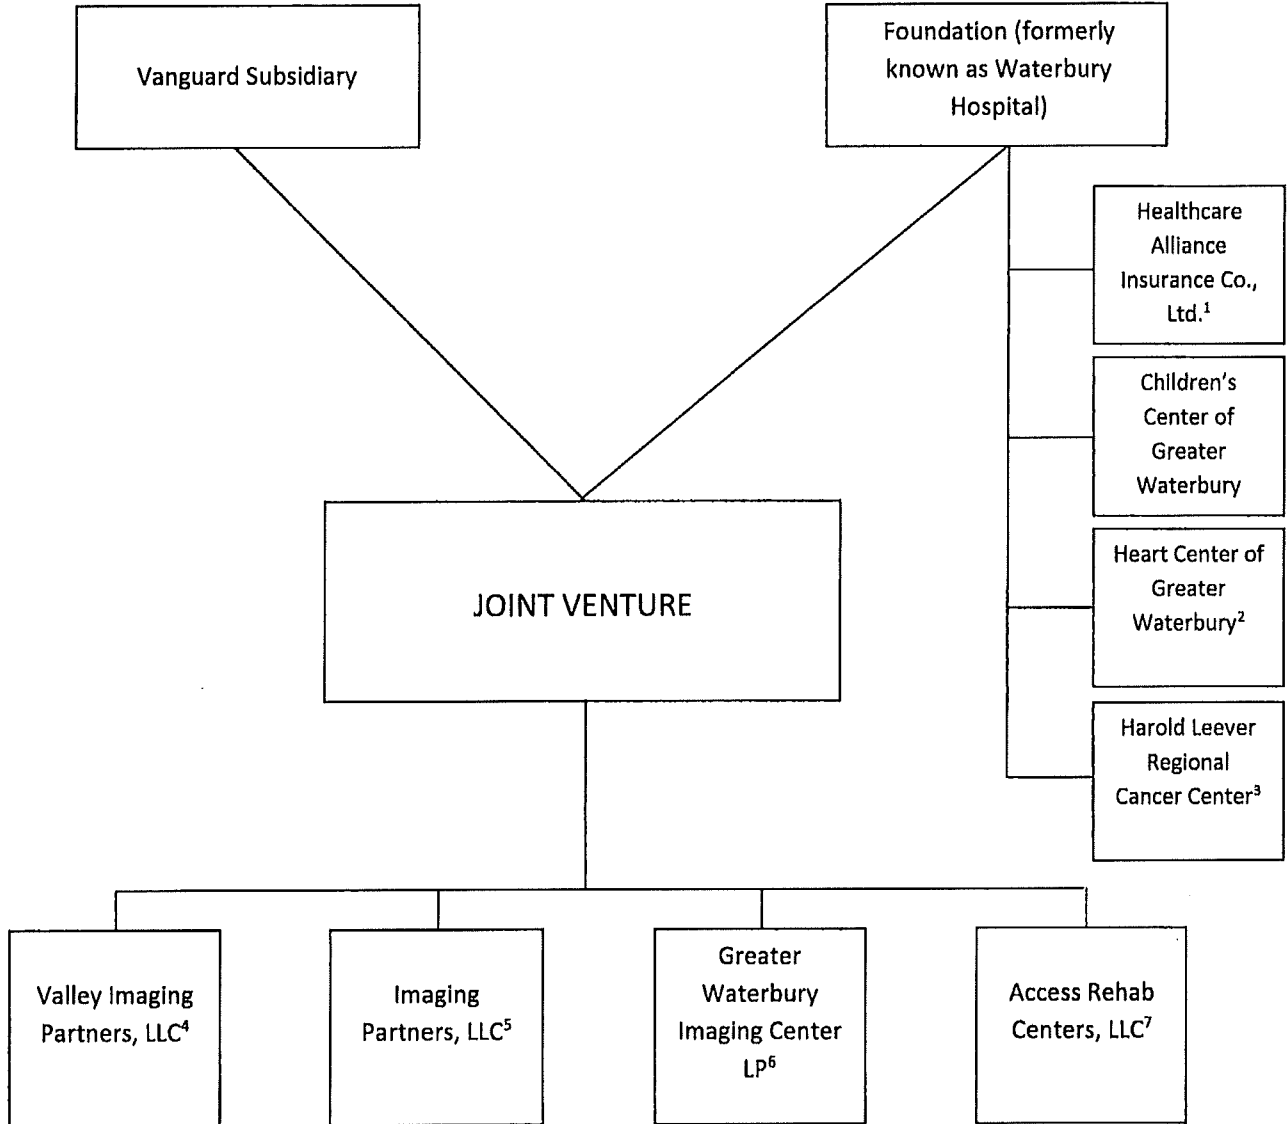 Vanguard Subsidiary
Foundation (formerly
known as Waterbury
Hospital)
Healthcare
Alliance
Insurance Co.,
Ltd.¹
Children's
Center of
Greater
Waterbury
Heart Center of
Greater
Waterbury²
Harold Leever
Regional
Cancer Center³
JOINT VENTURE
Valley Imaging
Partners, LLC⁴
Imaging
Partners, LLC⁵
Greater
Waterbury
Imaging Center
LP⁶
Access Rehab
Centers, LLC⁷